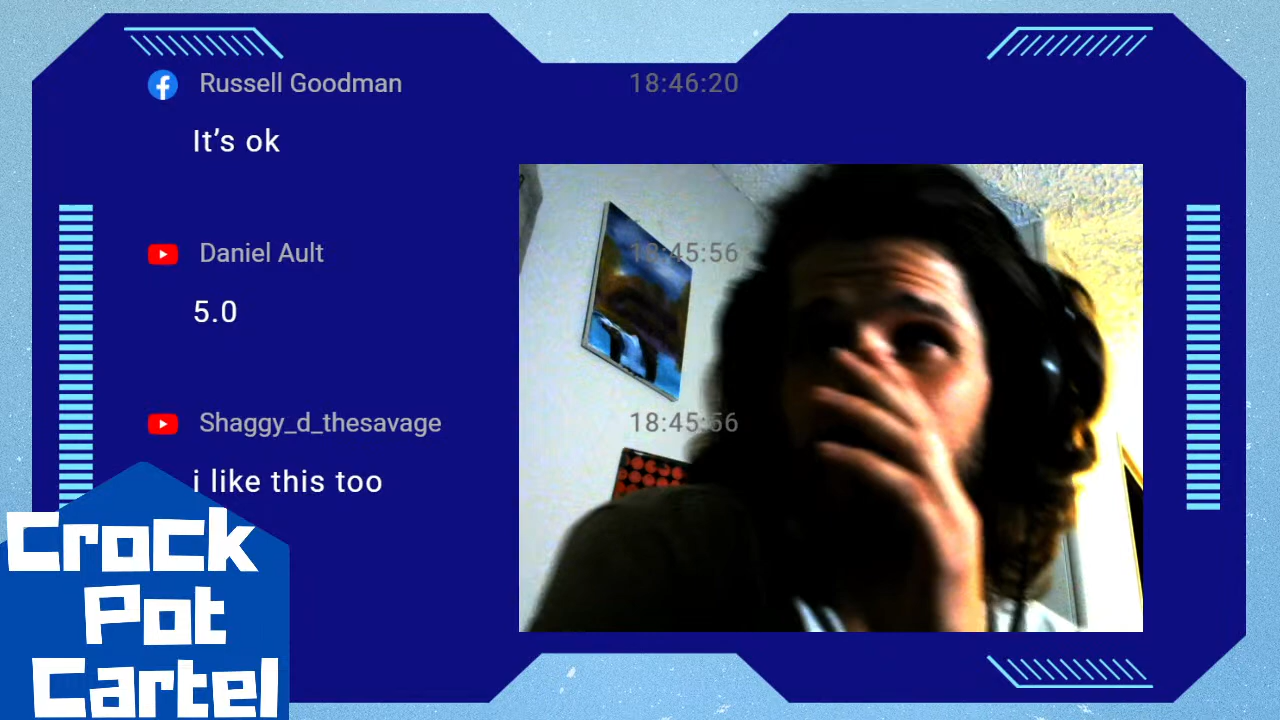 Russell Goodman 18:46:20
It’s ok
Daniel Ault 18:45:56
5.0
Shaggy_d_thesavage 18:45:56
i like this too
Crock
Pot
Cartel